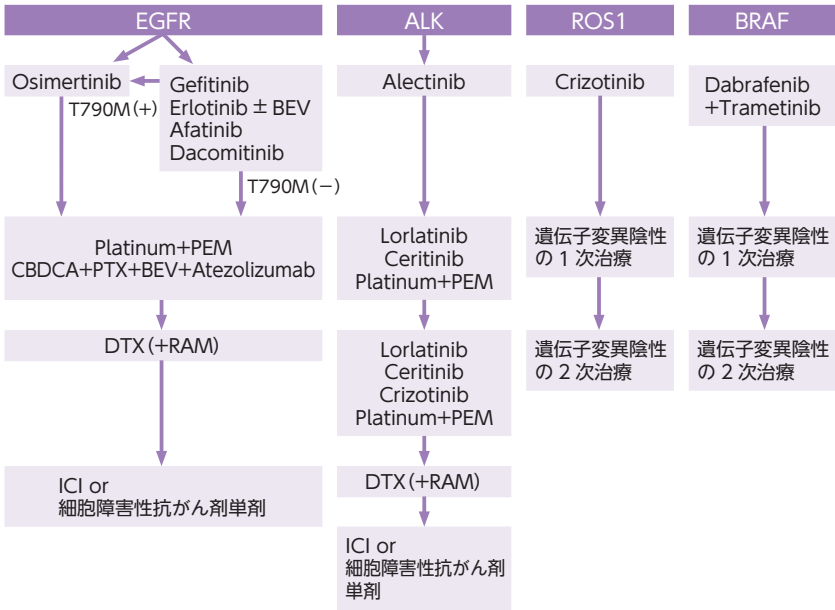 EGFR
Osimertinib
T790M(+)
Gefitinib
Erlotinib ± BEV
Afatinib
Dacomitinib
T790M(−)
Platinum+PEM
CBDCA+PTX+BEV+Atezolizumab
DTX(+RAM)
ICI or
細胞障害性抗がん剤単剤
ALK
Alectinib
Lorlatinib
Ceritinib
Platinum+PEM
Lorlatinib
Ceritinib
Crizotinib
Platinum+PEM
DTX(+RAM)
ICI or
細胞障害性抗がん剤
単剤
ROS1
Crizotinib
遺伝子変異陰性
の 1 次治療
遺伝子変異陰性
の 2 次治療
BRAF
Dabrafenib
+Trametinib
遺伝子変異陰性
の 1 次治療
遺伝子変異陰性
の 2 次治療